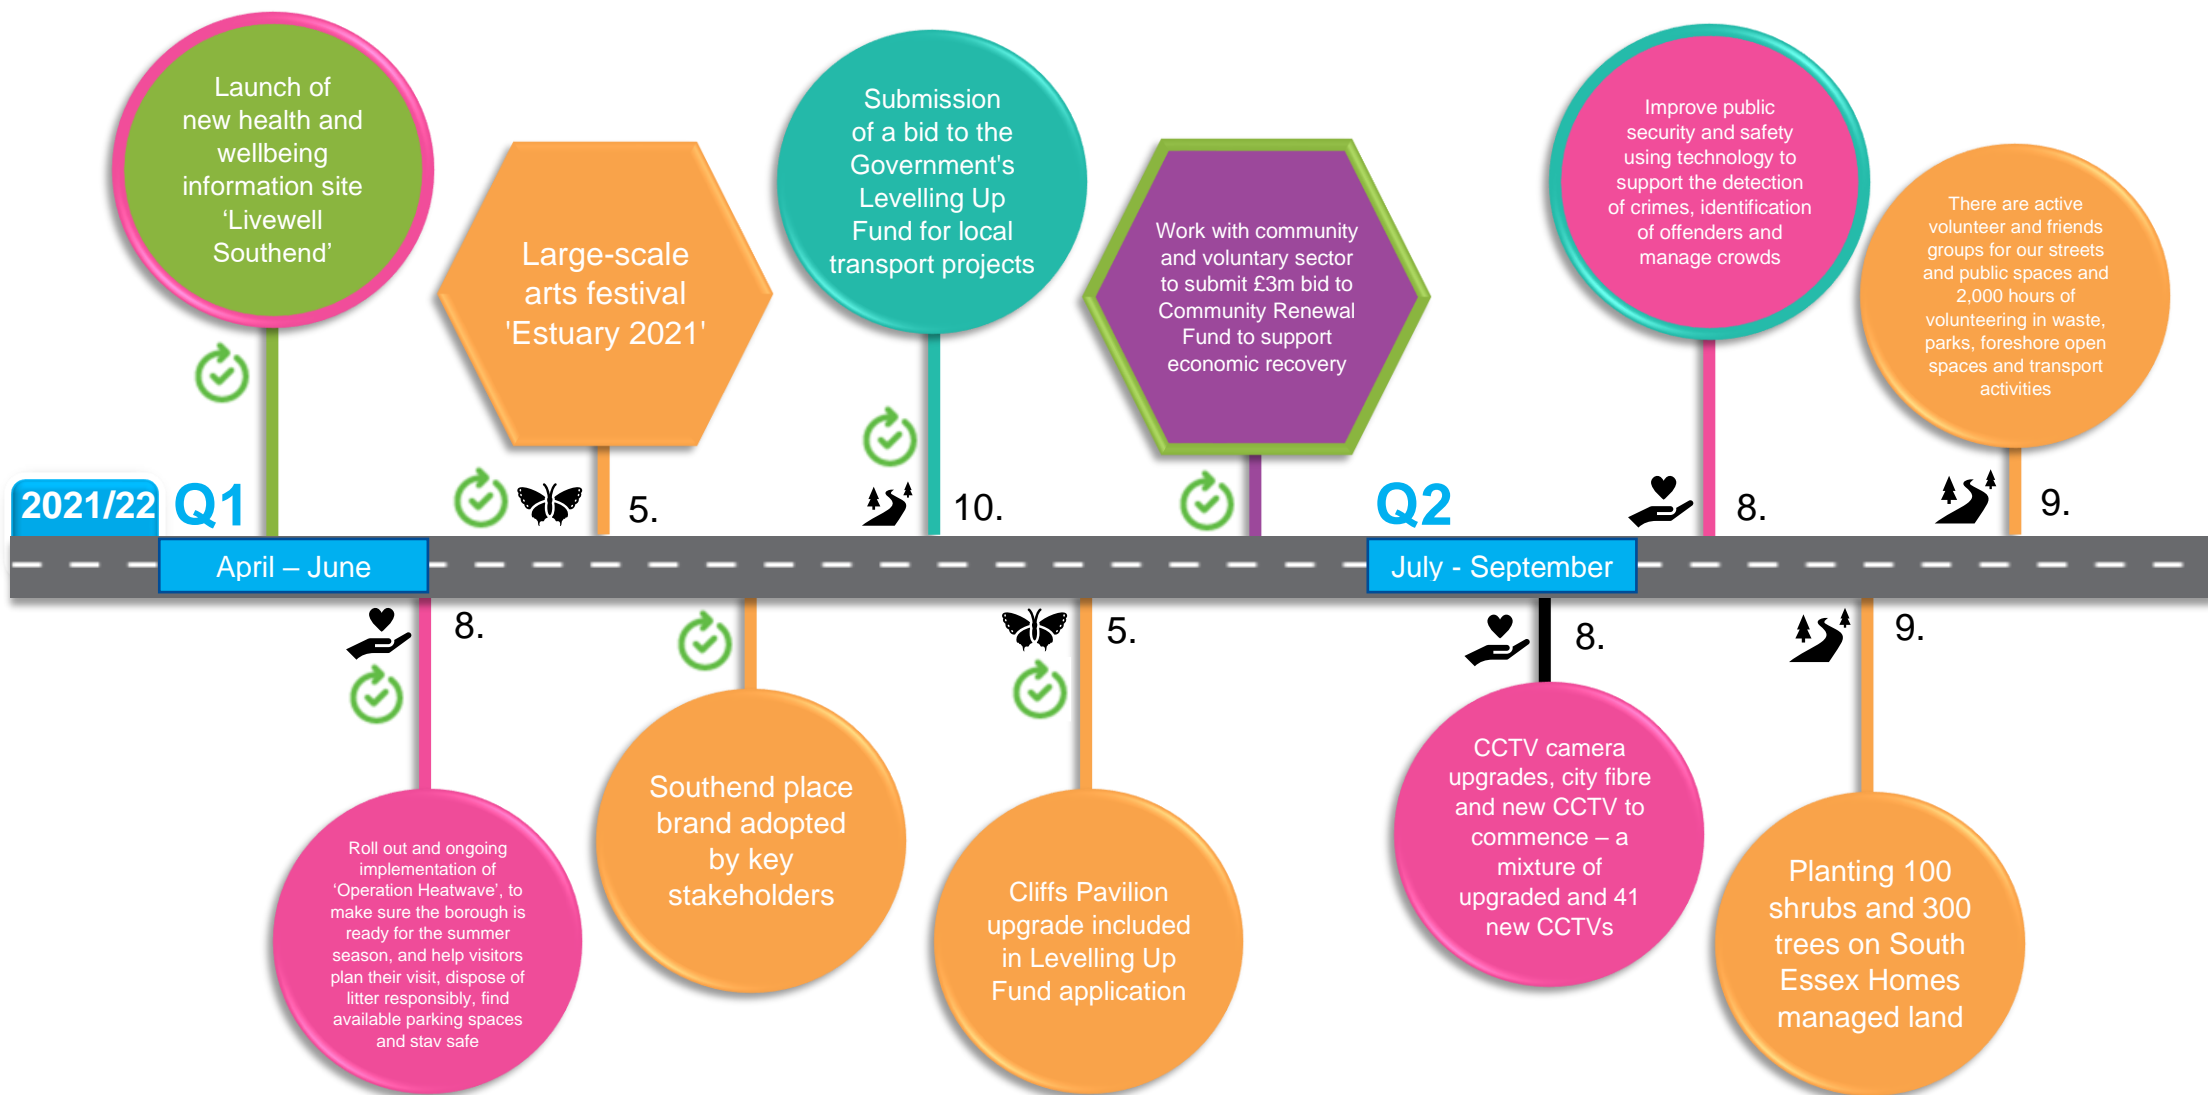 Launch of
new health and
wellbeing
information site
‘Livewell
Southend’
Large-scale
arts festival
'Estuary 2021'
5.
Submission
of a bid to the
Government's
Levelling Up
Fund for local
transport projects
10.
Work with community
and voluntary sector
to submit £3m bid to
Community Renewal
Fund to support
economic recovery
Improve public
security and safety
using technology to
support the detection
of crimes, identification
of offenders and
manage crowds
8.
There are active
volunteer and friends
groups for our streets
and public spaces and
2,000 hours of
volunteering in waste,
parks, foreshore open
spaces and transport
activities
9.
2021/22
Q1
Q2
April – June
July - September
8.
Roll out and ongoing
implementation of
‘Operation Heatwave’, to
make sure the borough is
ready for the summer
season, and help visitors
plan their visit, dispose of
litter responsibly, find
available parking spaces
and stay safe
Southend place
brand adopted
by key
stakeholders
5.
Cliffs Pavilion
upgrade included
in Levelling Up
Fund application
8.
CCTV camera
upgrades, city fibre
and new CCTV to
commence – a
mixture of
upgraded and 41
new CCTVs
9.
Planting 100
shrubs and 300
trees on South
Essex Homes
managed land